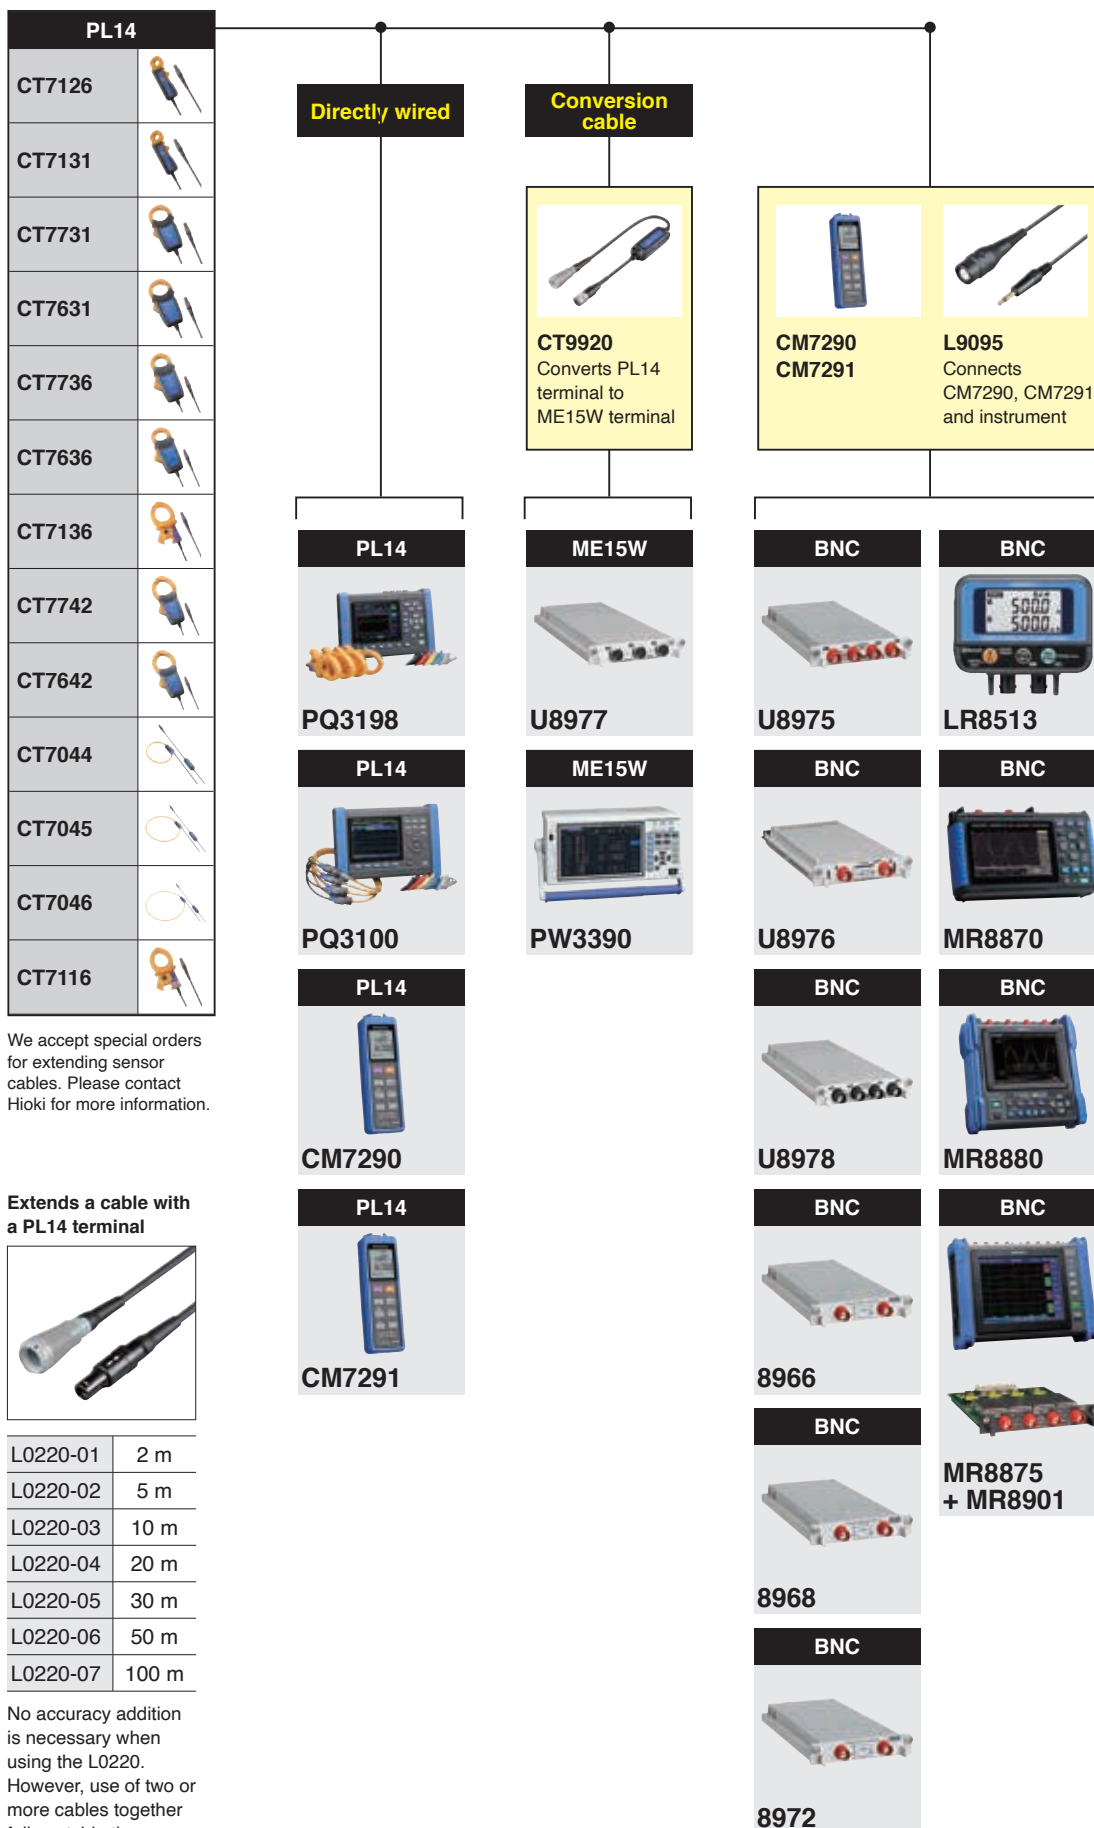 PL14
CT7126
CT7131
CT7731
CT7631
CT7736
CT7636
CT7136
CT7742
CT7642
CT7044
CT7045
CT7046
CT7116
We accept special orders
for extending sensor
cables. Please contact
Hioki for more information.
Extends a cable with
a PL14 terminal
L0220-01 2 m
L0220-02 5 m
L0220-03 10 m
L0220-04 20 m
L0220-05 30 m
L0220-06 50 m
L0220-07 100 m
No accuracy addition
is necessary when
using the L0220.
However, use of two or
more cables together
Directly wired
PL14
PQ3198
PL14
PQ3100
PL14
CM7290
PL14
CM7291
Conversion
cable
CT9920
Converts PL14
terminal to
ME15W terminal
ME15W
U8977
ME15W
PW3390
CM7290
CM7291
L9095
Connects
CM7290, CM7291
and instrument
BNC
U8975
BNC
U8976
BNC
U8978
BNC
8966
BNC
8968
BNC
8972
BNC
LR8513
BNC
MR8870
BNC
MR8880
BNC
MR8875
+ MR8901